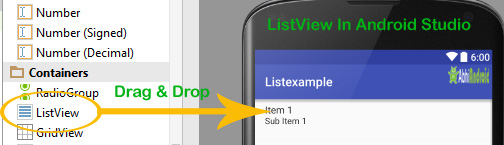 Number
Number (Signed)
Number (Decimal)
Containers
RadioGroup
ListView
GridView
Drag & Drop
ListView In Android Studio
6:00
Listexample
AbhiAndroid
Item 1
Sub Item 1